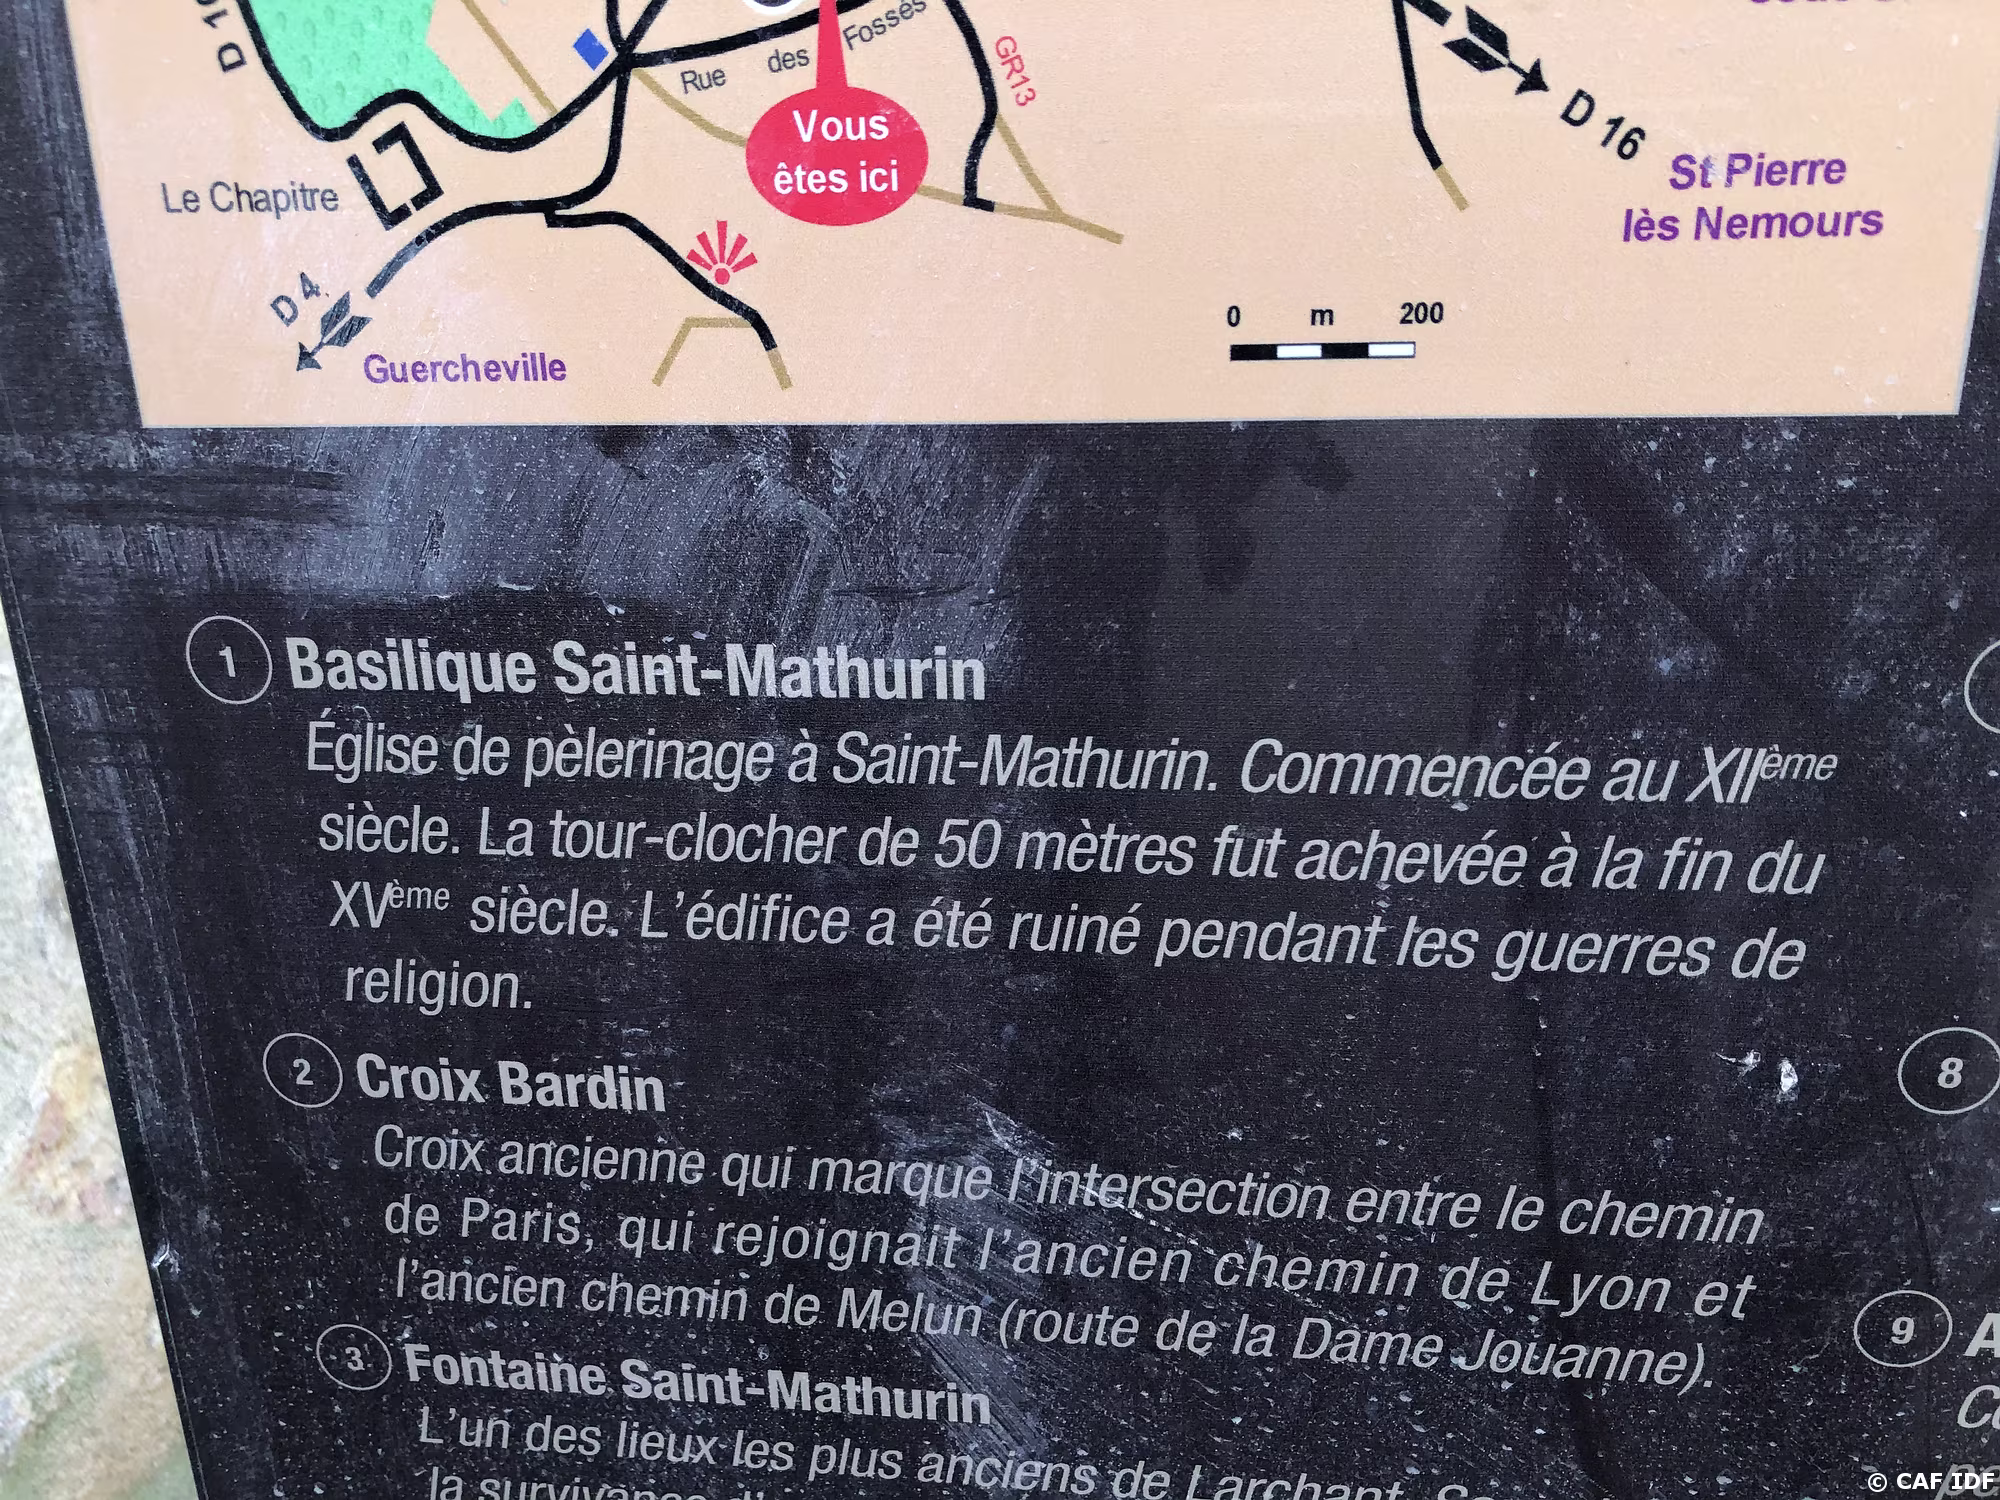 D 16
Rue des Fossés
GR13
Vous
êtes ici
D 16
St Pierre
lès Nemours
Le Chapitre
D 4
Guercheville
0 m 200
1 Basilique Saint-Mathurin
Église de pèlerinage à Saint-Mathurin. Commencée au XIIème
siècle. La tour-clocher de 50 mètres fut achevée à la fin du
XVème siècle. L'édifice a été ruiné pendant les guerres de
religion.
2 Croix Bardin
Croix ancienne qui marque l'intersection entre le chemin
de Paris, qui rejoignait l'ancien chemin de Lyon et
l'ancien chemin de Melun (route de la Dame Jouanne).
3 Fontaine Saint-Mathurin
L'un des lieux les plus anciens de Larchant.
la survivance
8
9
© CAF IDF